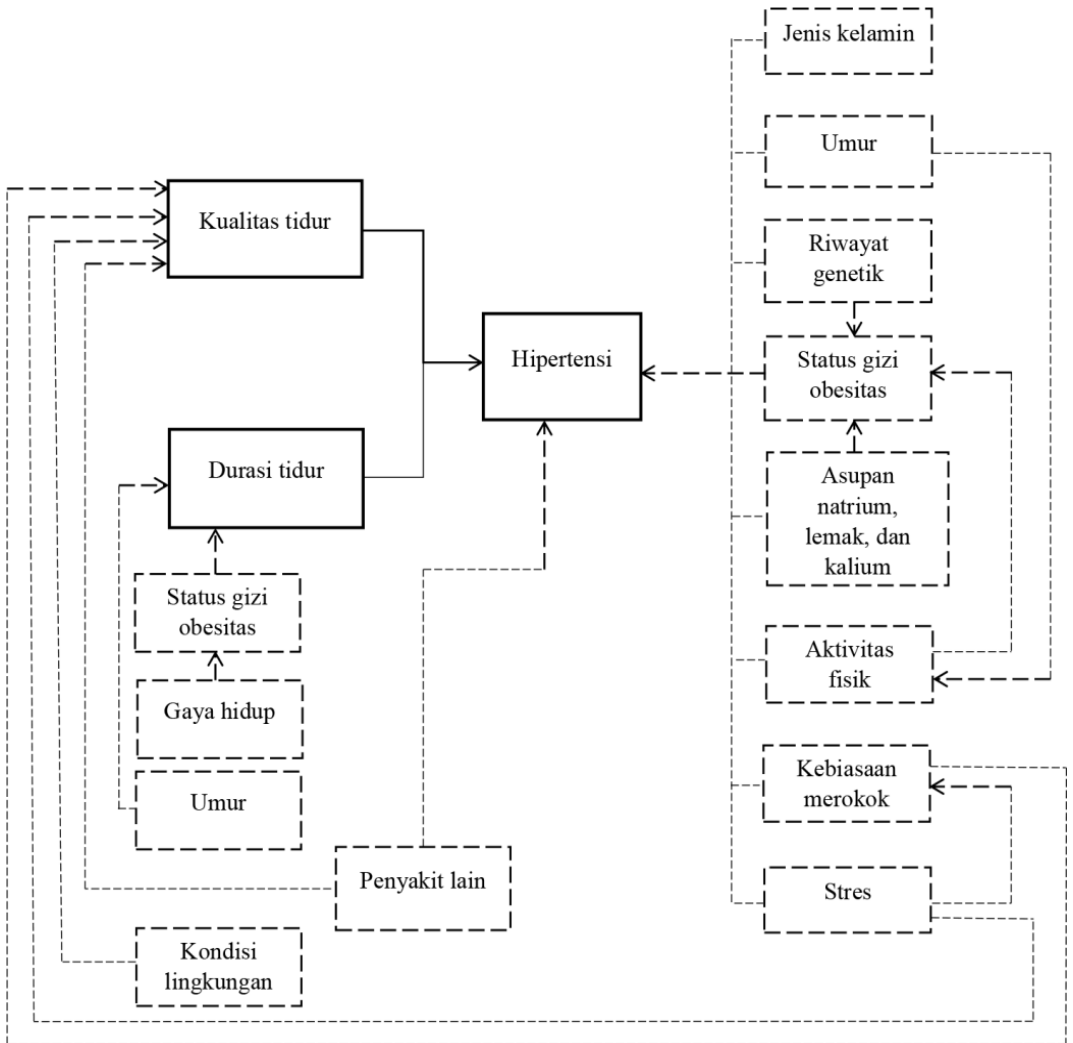 Jenis kelamin
Umur
Kualitas tidur
Riwayat
genetik
Hipertensi
Status gizi
obesitas
Durasi tidur
Asupan
natrium,
lemak, dan
kalium
Status gizi
obesitas
Aktivitas
fisik
Gaya hidup
Kebiasaan
merokok
Umur
Penyakit lain
Stres
Kondisi
lingkungan